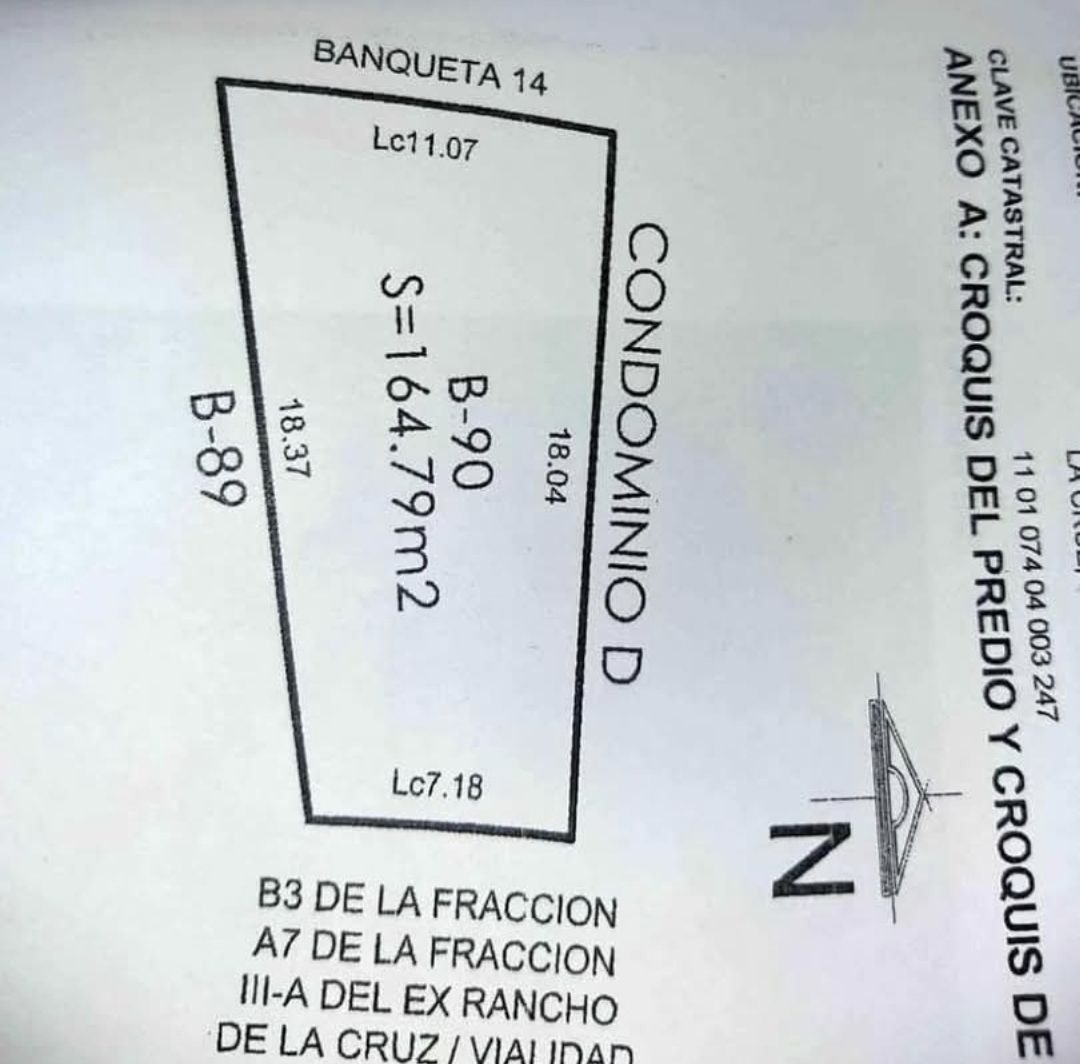 UBICACIÓN:
CLAVE CATASTRAL:
11 01 074 04 003 247
ANEXO A: CROQUIS DEL PREDIO Y CROQUIS DE
BANQUETA 14
Lc11.07
CONDOMINIO D
18.04
B-90
S=164.79m2
18.37
B-89
Lc7.18
N
B3 DE LA FRACCION
A7 DE LA FRACCION
III-A DEL EX RANCHO
DE LA CRUZ / VIALIDAD